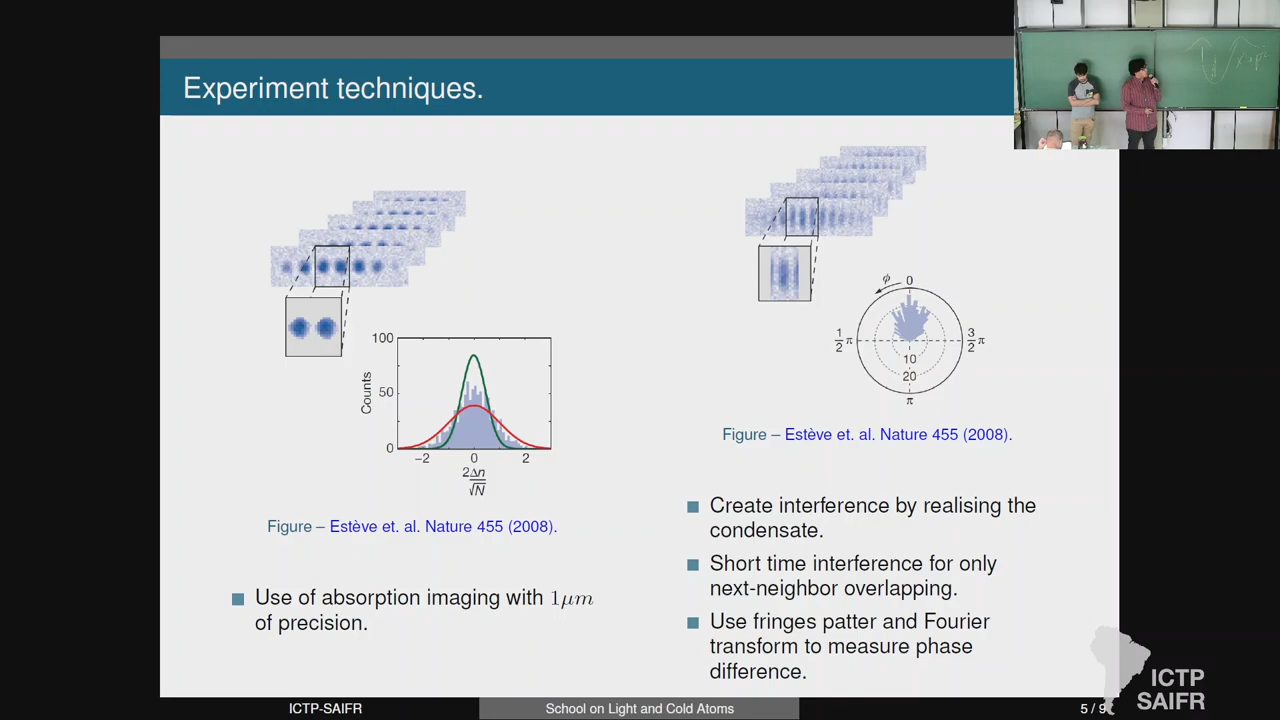 Experiment techniques.
100
50
0
Counts
−2
0
2
2Δn
√N
Figure – Estève et. al. Nature 455 (2008).
Use of absorption imaging with 1μm
of precision.
ϕ
0
1
2
π
3
2
π
10
20
π
Figure – Estève et. al. Nature 455 (2008).
Create interference by realising the
condensate.
Short time interference for only
next-neighbor overlapping.
Use fringes patter and Fourier
transform to measure phase
difference.
ICTP-SAIFR
School on Light and Cold Atoms
5 / 9
ICTP
SAIFR